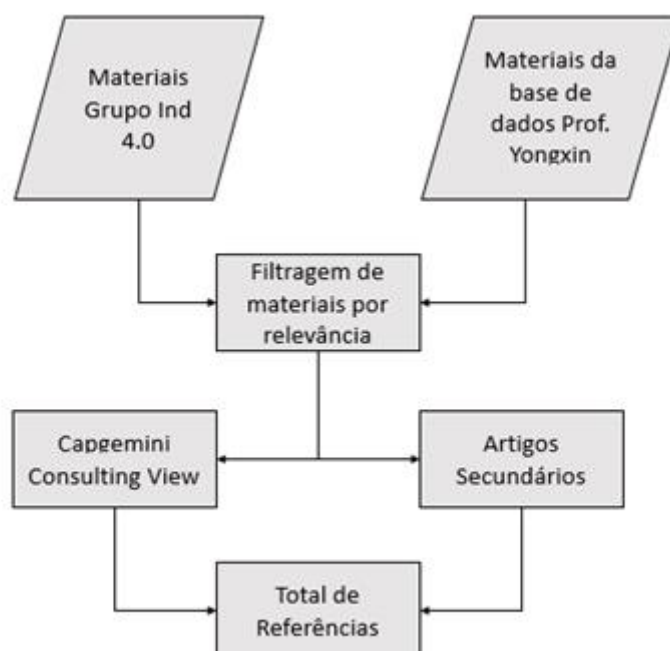 Materiais
Grupo Ind
4.0
Materiais da
base de
dados Prof.
Yongxin
Filtragem de
materiais por
relevância
Capgemini
Consulting View
Artigos
Secundários
Total de
Referências